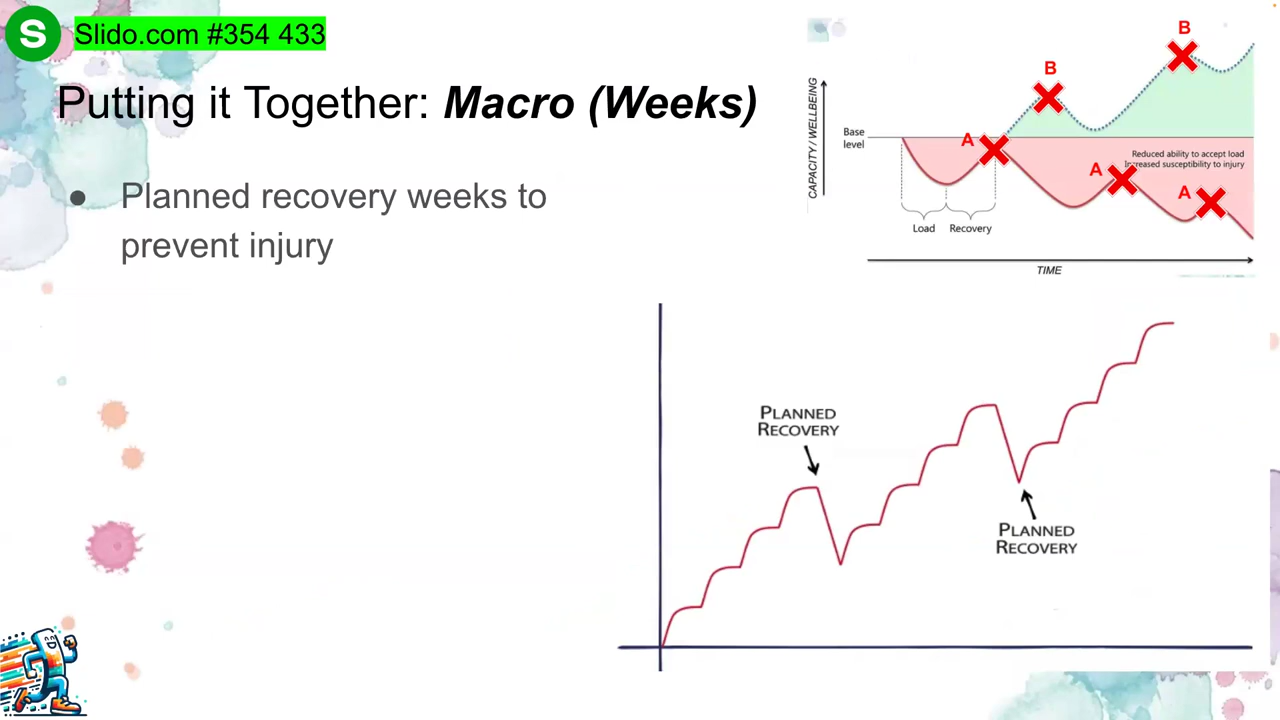 S
Slido.com #354 433
Putting it Together: Macro (Weeks)
● Planned recovery weeks to
prevent injury
B
B
CAPACITY / WELLBEING
Base
level
A
Reduced ability to accept load
Increased susceptibility to injury
A
A
Load
Recovery
TIME
PLANNED
RECOVERY
PLANNED
RECOVERY